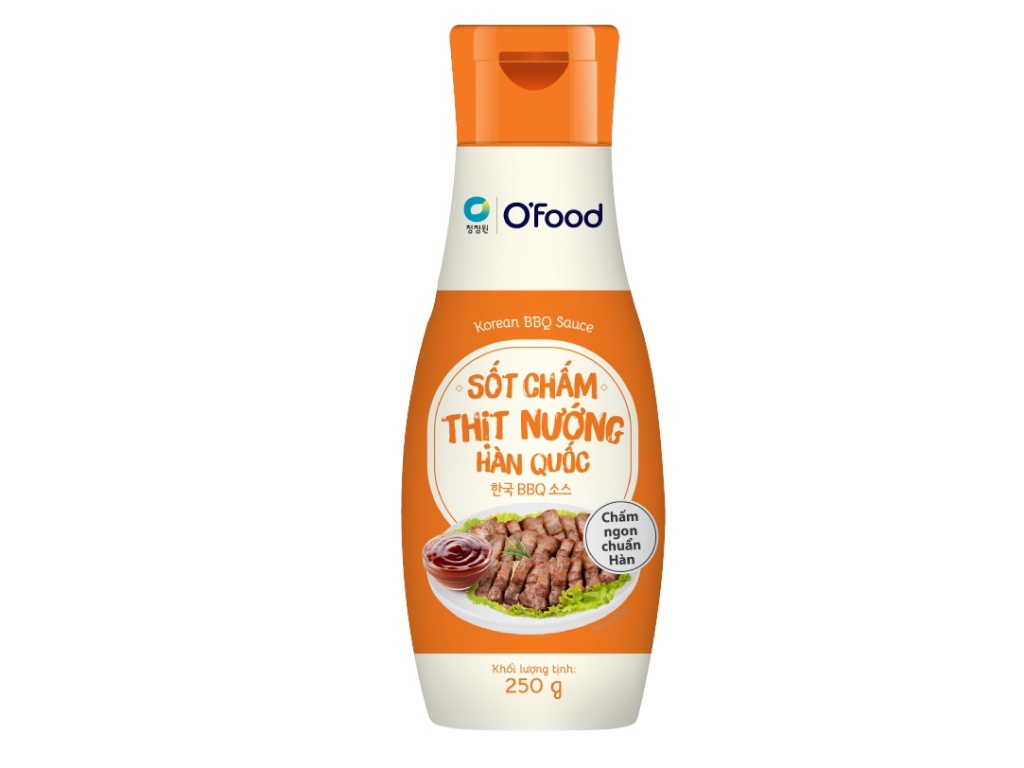 청정원
O'Food
Korean BBQ Sauce
SỐT CHẤM
THỊT NƯỚNG
HÀN QUỐC
한국 BBQ 소스
Chấm
ngon
chuẩn
Hàn
Khối lượng tịnh:
250 g